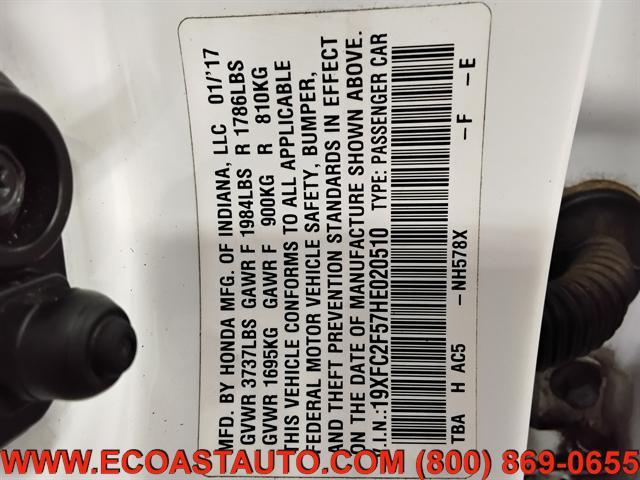 MFD. BY HONDA MFG. OF INDIANA, LLC 01/'17
GVWR 3737LBS GAWR F 1984LBS R 1786LBS
GVWR 1695KG GAWR F 900KG R 810KG
THIS VEHICLE CONFORMS TO ALL APPLICABLE
FEDERAL MOTOR VEHICLE SAFETY, BUMPER,
AND THEFT PREVENTION STANDARDS IN EFFECT
ON THE DATE OF MANUFACTURE SHOWN ABOVE.
V.I.N.:19XFC2F57HE020510 TYPE: PASSENGER CAR
TBA H AC5 -NH578X -F -E
WWW.ECOASTAUTO.COM (800) 869-0655